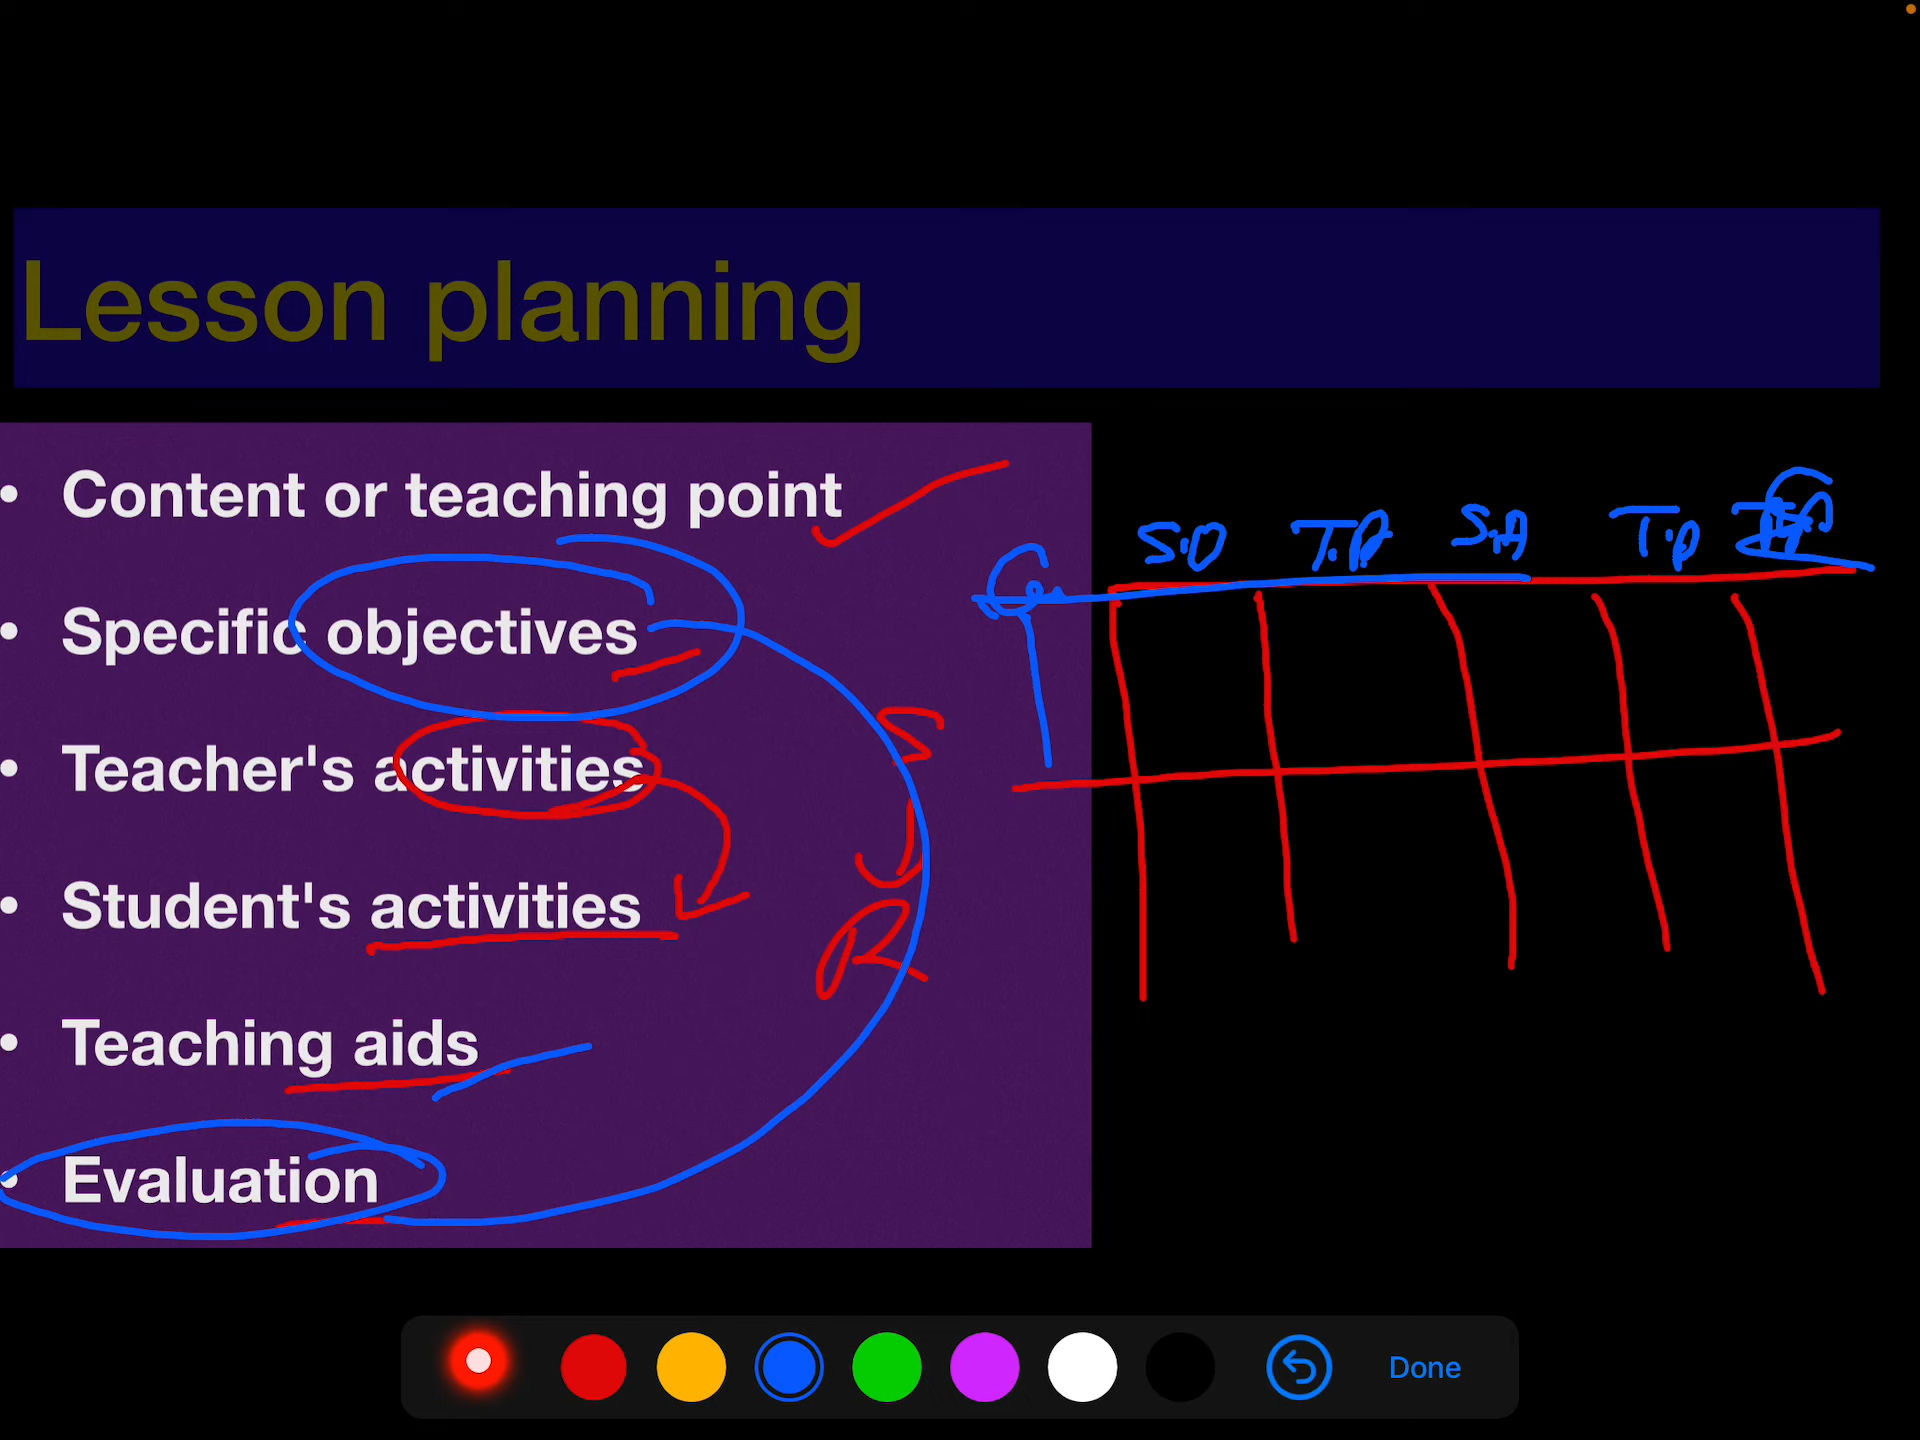 Lesson planning
• Content or teaching point
• Specific objectives
• Teacher's activities
• Student's activities
• Teaching aids
• Evaluation
S.O T.P S.A T.P
R
Done